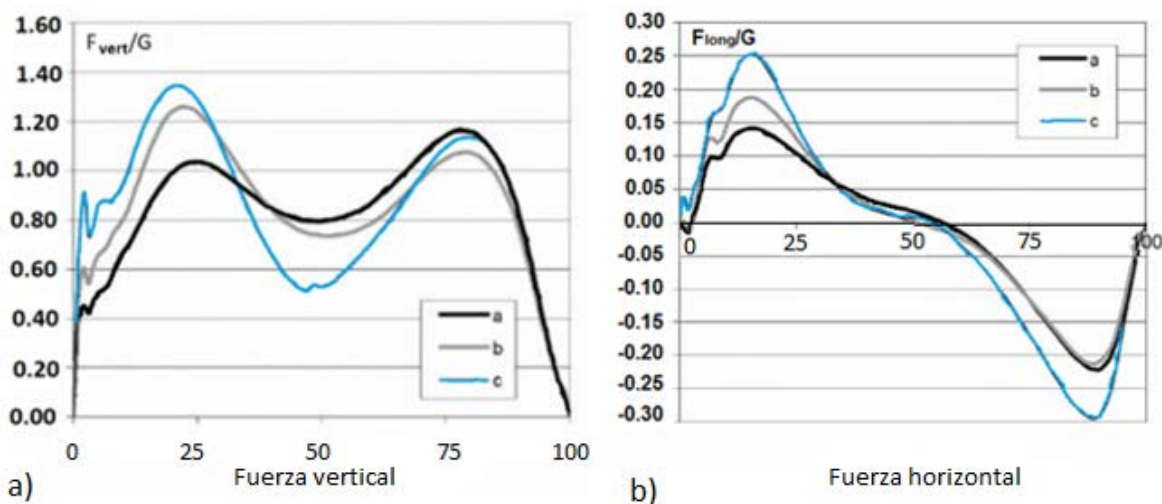 1.60
F_vert/G
1.40
1.20
1.00
0.80
0.60
0.40
0.20
0.00
a
b
c
0 25 50 75 100
Fuerza vertical
a)
0.30
F_long/G
0.25
0.20
0.15
0.10
0.05
0.00
-0.05
-0.10
-0.15
-0.20
-0.25
-0.30
a
b
c
0 25 50 75 100
Fuerza horizontal
b)